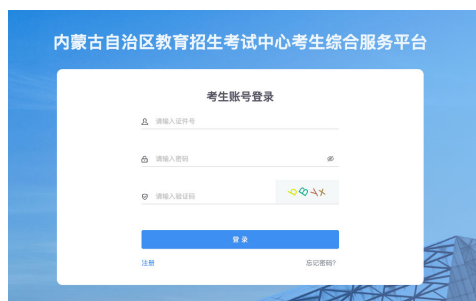 内蒙古自治区教育招生考试中心考生综合服务平台
考生账号登录
请输入证件号
请输入密码
请输入验证码
登 录
注册
忘记密码?